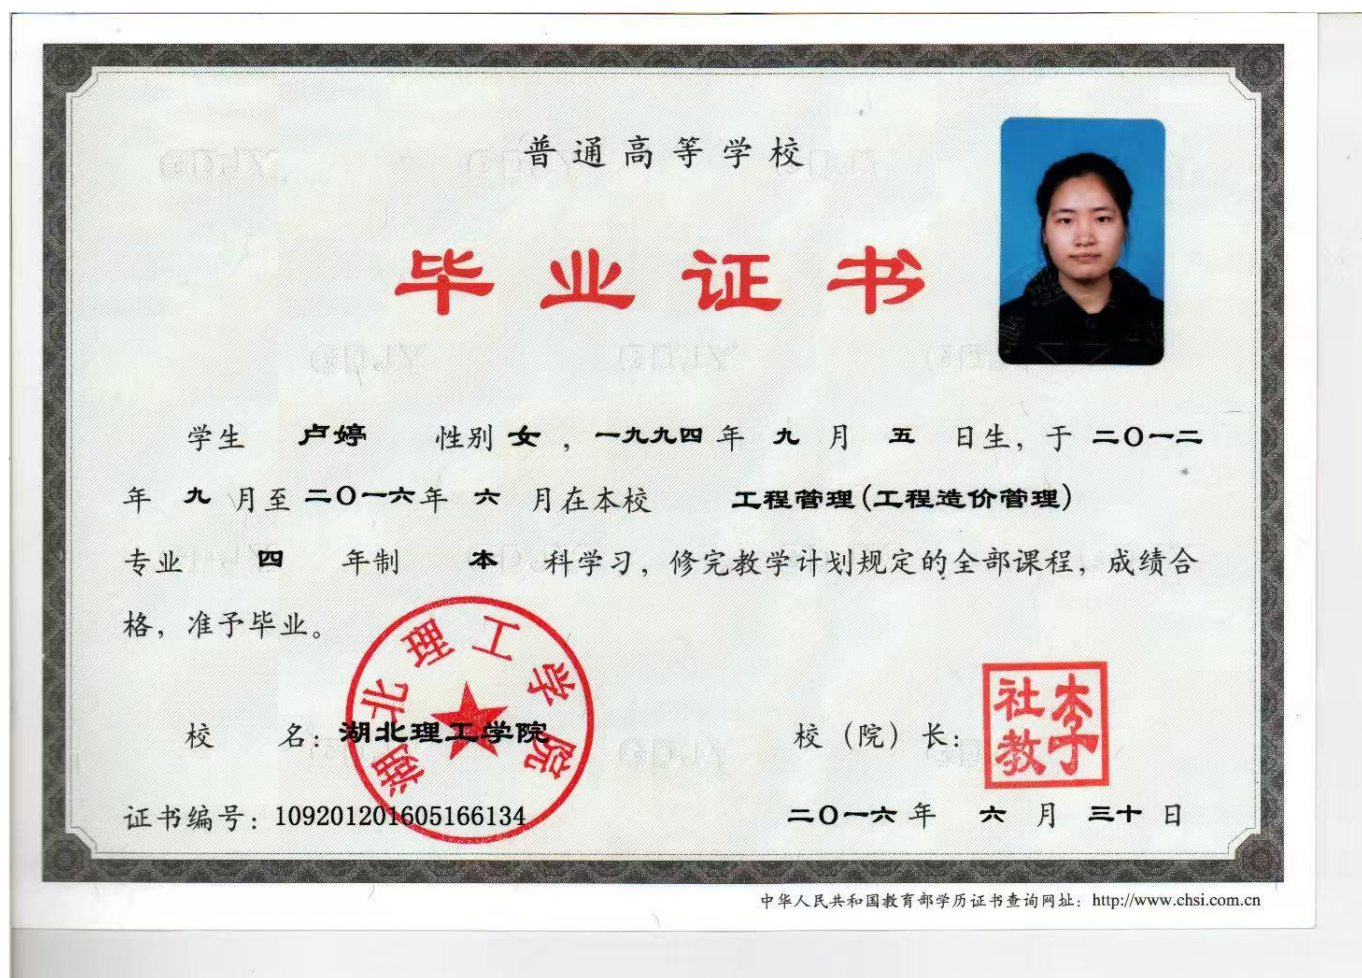 普通高等学校
毕业证书
学生 卢婷 性别 女 ，一九九四 年 九 月 五 日生，于 二〇一二
年 九 月至 二〇一六 年 六 月在本校 工程管理(工程造价管理)
专业 四 年制 本 科学习，修完教学计划规定的全部课程，成绩合
格，准予毕业。
湖北理工学院
校 名：湖北理工学院
校（院）长：
李社教
证书编号：109201201605166134
二〇一六 年 六 月 三十 日
中华人民共和国教育部学历证书查询网址：http://www.chsi.com.cn